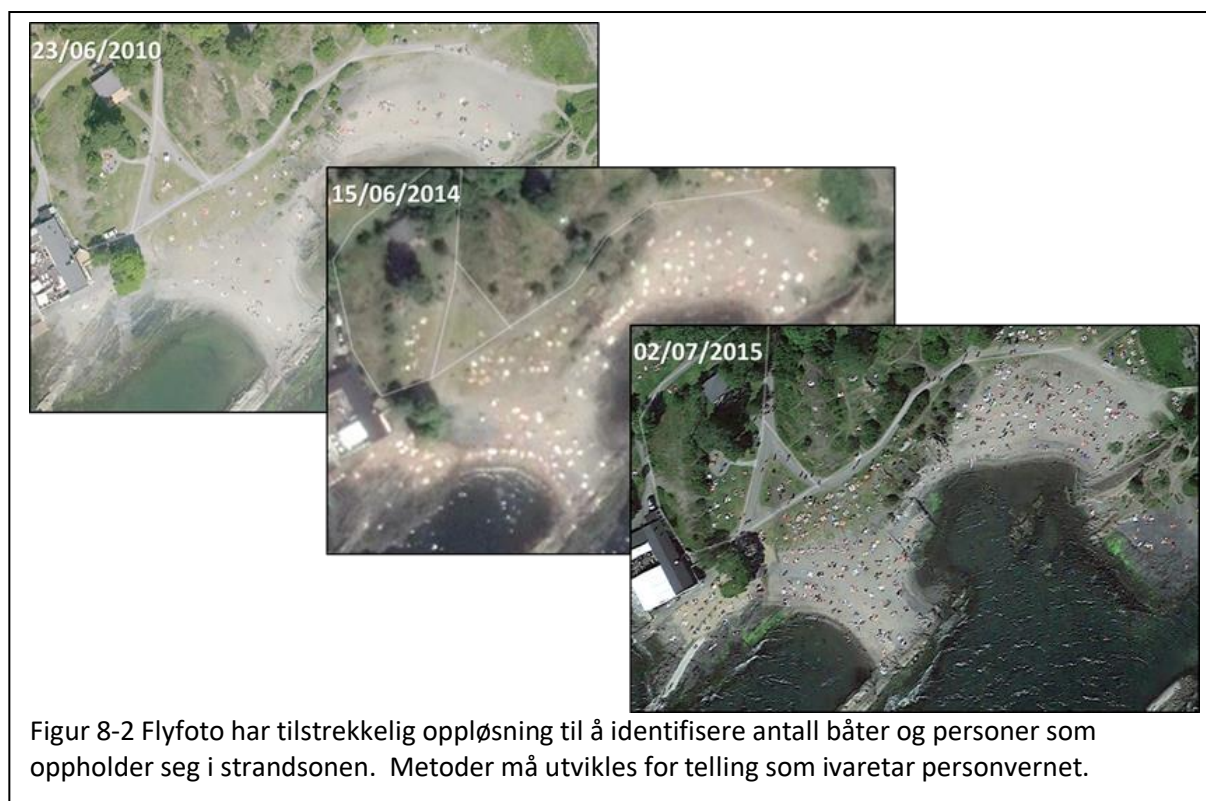 23/06/2010
15/06/2014
02/07/2015
Figur 8-2 Flyfoto har tilstrekkelig oppløsning til å identifisere antall båter og personer som
oppholder seg i strandsonen.  Metoder må utvikles for telling som ivaretar personvernet.